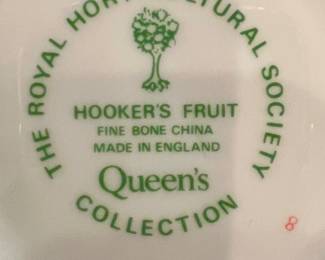 THE ROYAL HORTICULTURAL SOCIETY
HOOKER'S FRUIT
FINE BONE CHINA
MADE IN ENGLAND
Queen's
COLLECTION
8